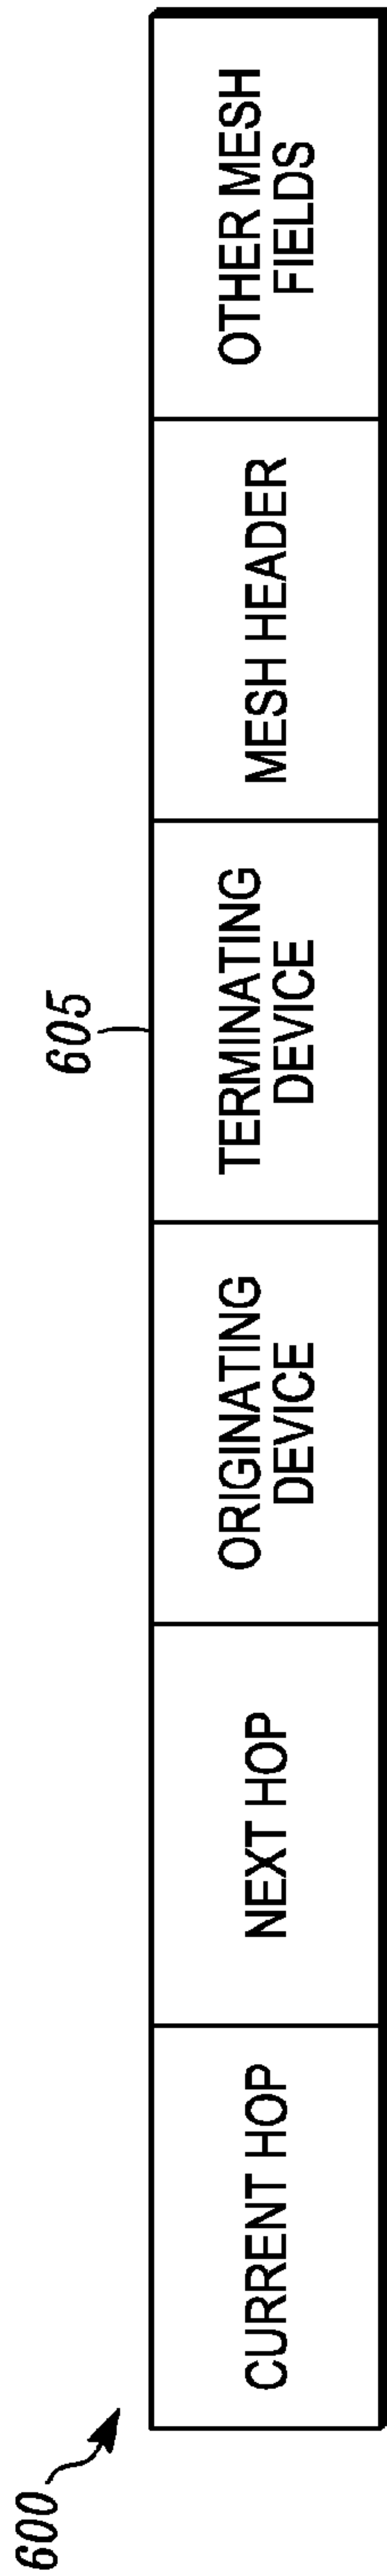 600
605
CURRENT HOP
NEXT HOP
ORIGINATING
DEVICE
TERMINATING
DEVICE
MESH HEADER
OTHER MESH
FIELDS